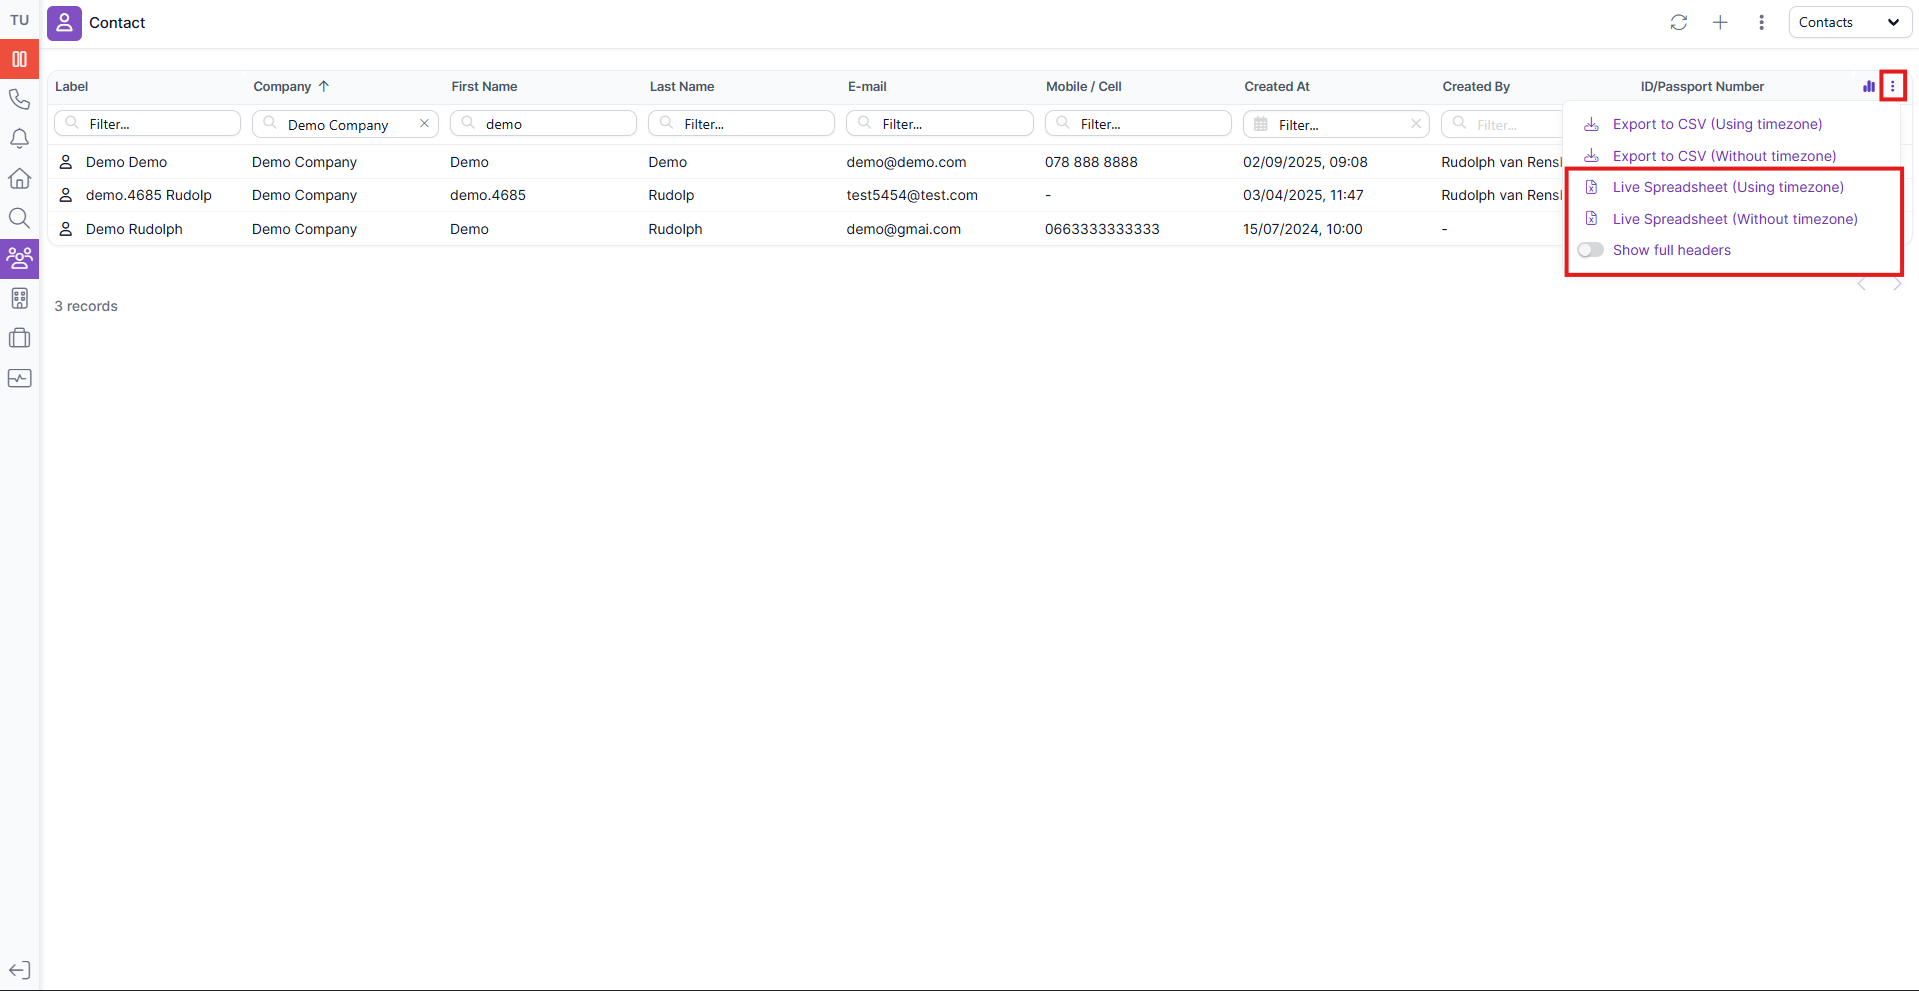 TU
Contact
Contacts
Label Company First Name Last Name E-mail Mobile / Cell Created At Created By ID/Passport Number
Filter... Demo Company demo Filter... Filter... Filter... Filter... Filter...
Export to CSV (Using timezone)
Export to CSV (Without timezone)
Live Spreadsheet (Using timezone)
Live Spreadsheet (Without timezone)
Show full headers
Demo Demo Demo Company Demo Demo demo@demo.com 078 888 8888 02/09/2025, 09:08 Rudolph van Rensl
demo.4685 Rudolp Demo Company demo.4685 Rudolp test5454@test.com - 03/04/2025, 11:47 Rudolph van Rensl
Demo Rudolph Demo Company Demo Rudolph demo@gmai.com 0663333333333 15/07/2024, 10:00 -
3 records